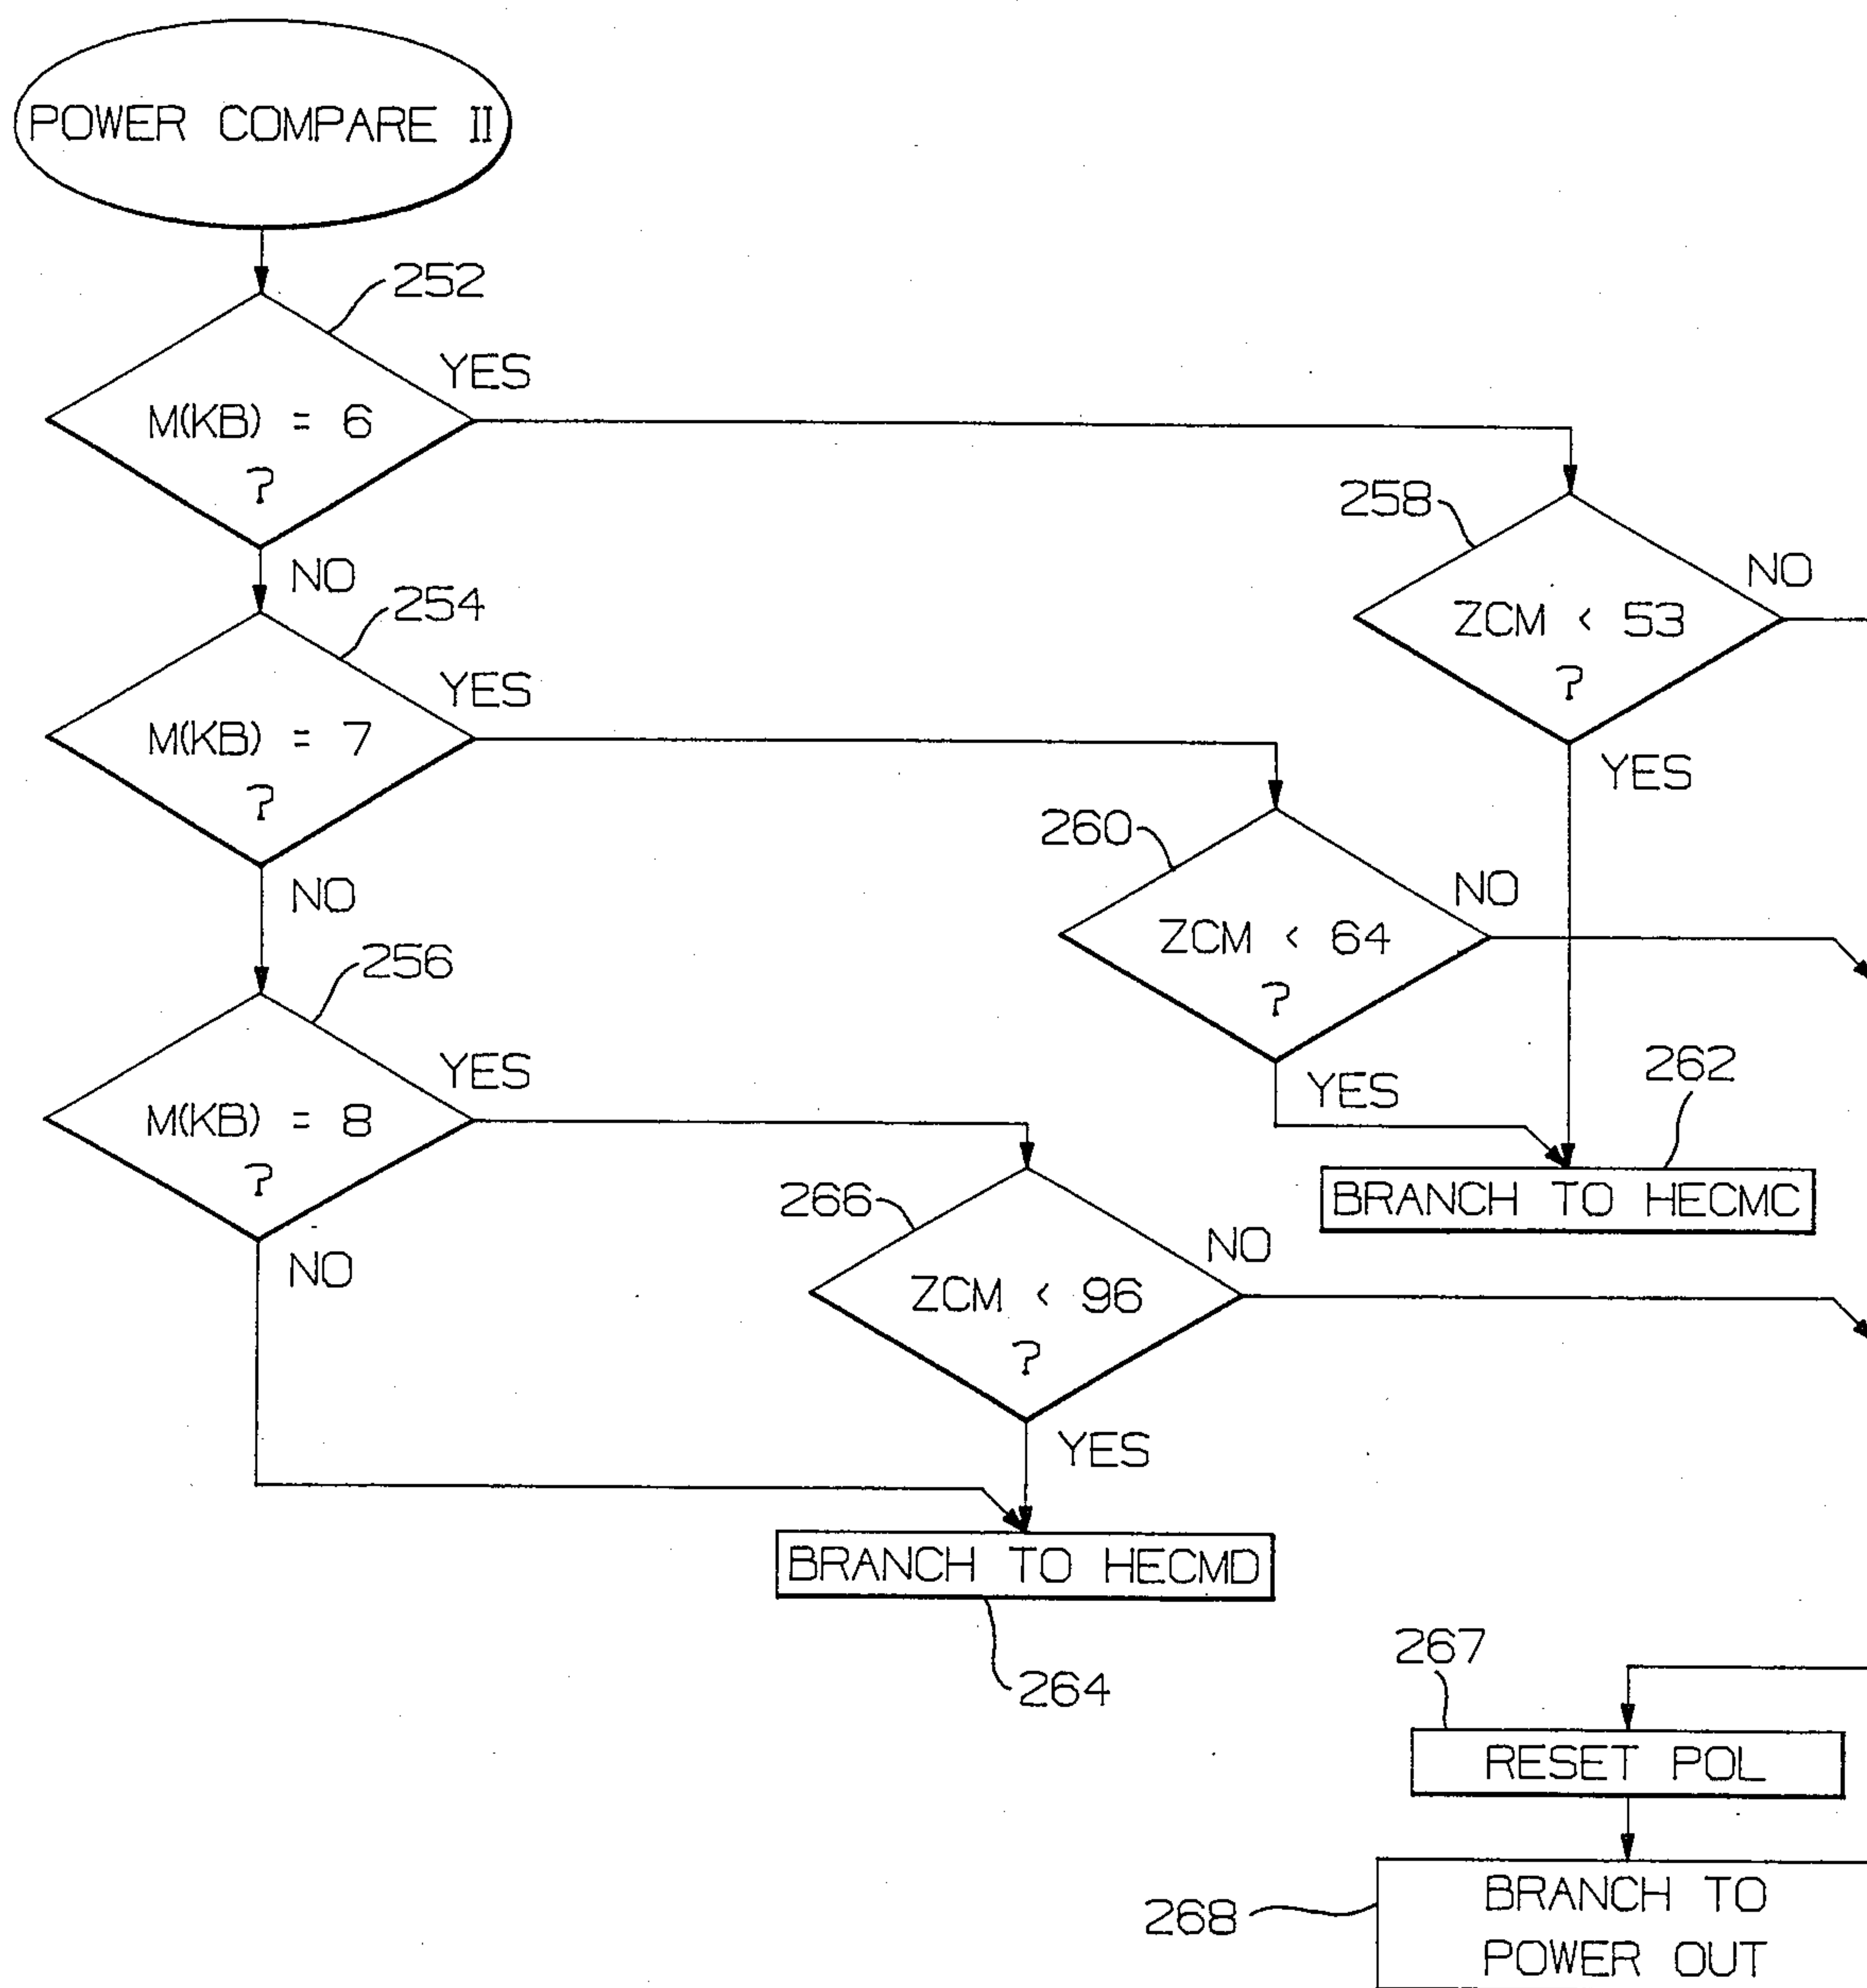 POWER COMPARE II
252
YES
M(KB) = 6
?
NO
258
NO
ZCM < 53
?
YES
254
YES
M(KB) = 7
?
NO
260
NO
ZCM < 64
?
YES
256
YES
M(KB) = 8
?
NO
262
BRANCH TO HECMC
266
NO
ZCM < 96
?
YES
BRANCH TO HECMD
264
267
RESET POL
268
BRANCH TO
POWER OUT